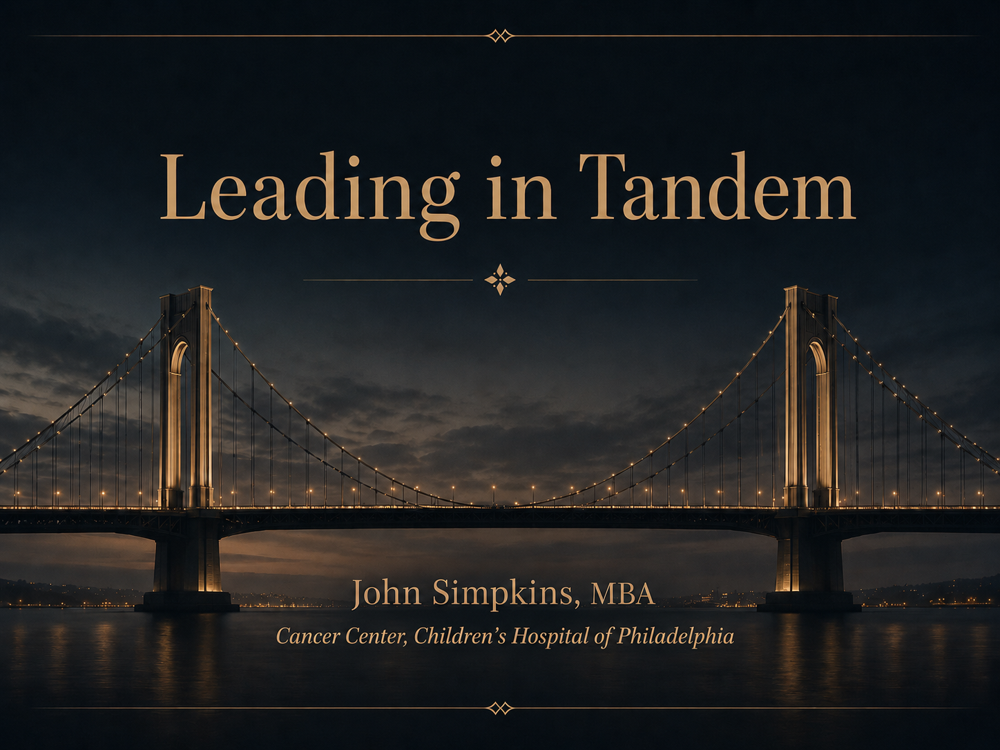 Leading in Tandem
John Simpkins, MBA
Cancer Center, Children’s Hospital of Philadelphia